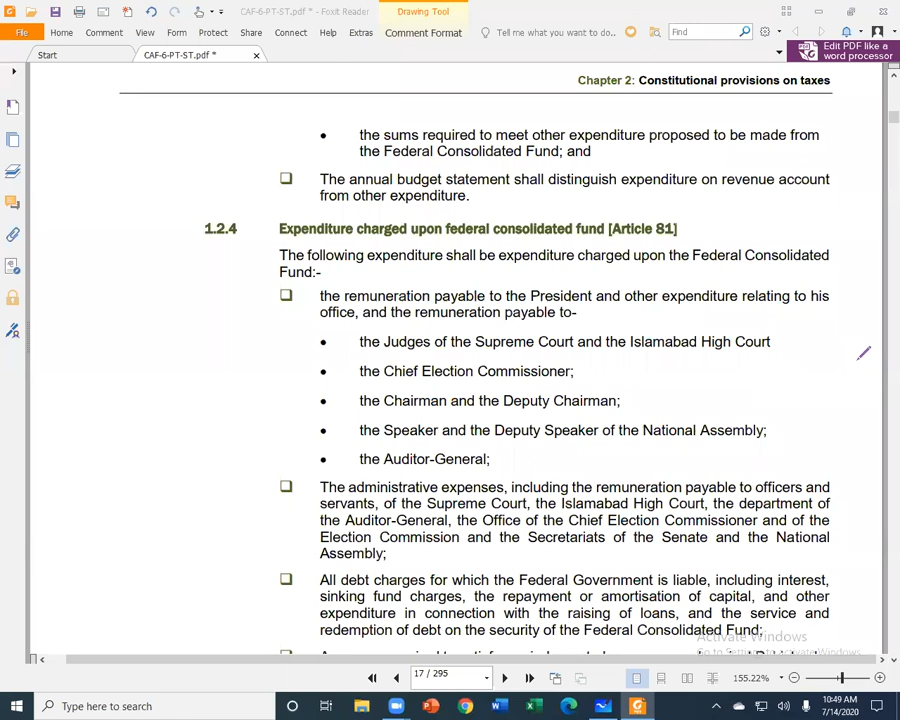 CAF-6-PT-ST.pdf * - Foxit Reader
Drawing Tool
File Home Comment View Form Protect Share Connect Help Extras Comment Format Tell me what you want to do.. Find
Start CAF-6-PT-ST.pdf * Edit PDF like a
word processor
Chapter 2: Constitutional provisions on taxes
• the sums required to meet other expenditure proposed to be made from
the Federal Consolidated Fund; and
❑ The annual budget statement shall distinguish expenditure on revenue account
from other expenditure.
1.2.4 Expenditure charged upon federal consolidated fund [Article 81]
The following expenditure shall be expenditure charged upon the Federal Consolidated
Fund:-
❑ the remuneration payable to the President and other expenditure relating to his
office, and the remuneration payable to-
• the Judges of the Supreme Court and the Islamabad High Court
• the Chief Election Commissioner;
• the Chairman and the Deputy Chairman;
• the Speaker and the Deputy Speaker of the National Assembly;
• the Auditor-General;
❑ The administrative expenses, including the remuneration payable to officers and
servants, of the Supreme Court, the Islamabad High Court, the department of
the Auditor-General, the Office of the Chief Election Commissioner and of the
Election Commission and the Secretariats of the Senate and the National
Assembly;
❑ All debt charges for which the Federal Government is liable, including interest,
sinking fund charges, the repayment or amortisation of capital, and other
expenditure in connection with the raising of loans, and the service and
redemption of debt on the security of the Federal Consolidated Fund;
Activate Windows
Go to Settings to activate Windows.
17 / 295 155.22%
Type here to search 10:49 AM
7/14/2020